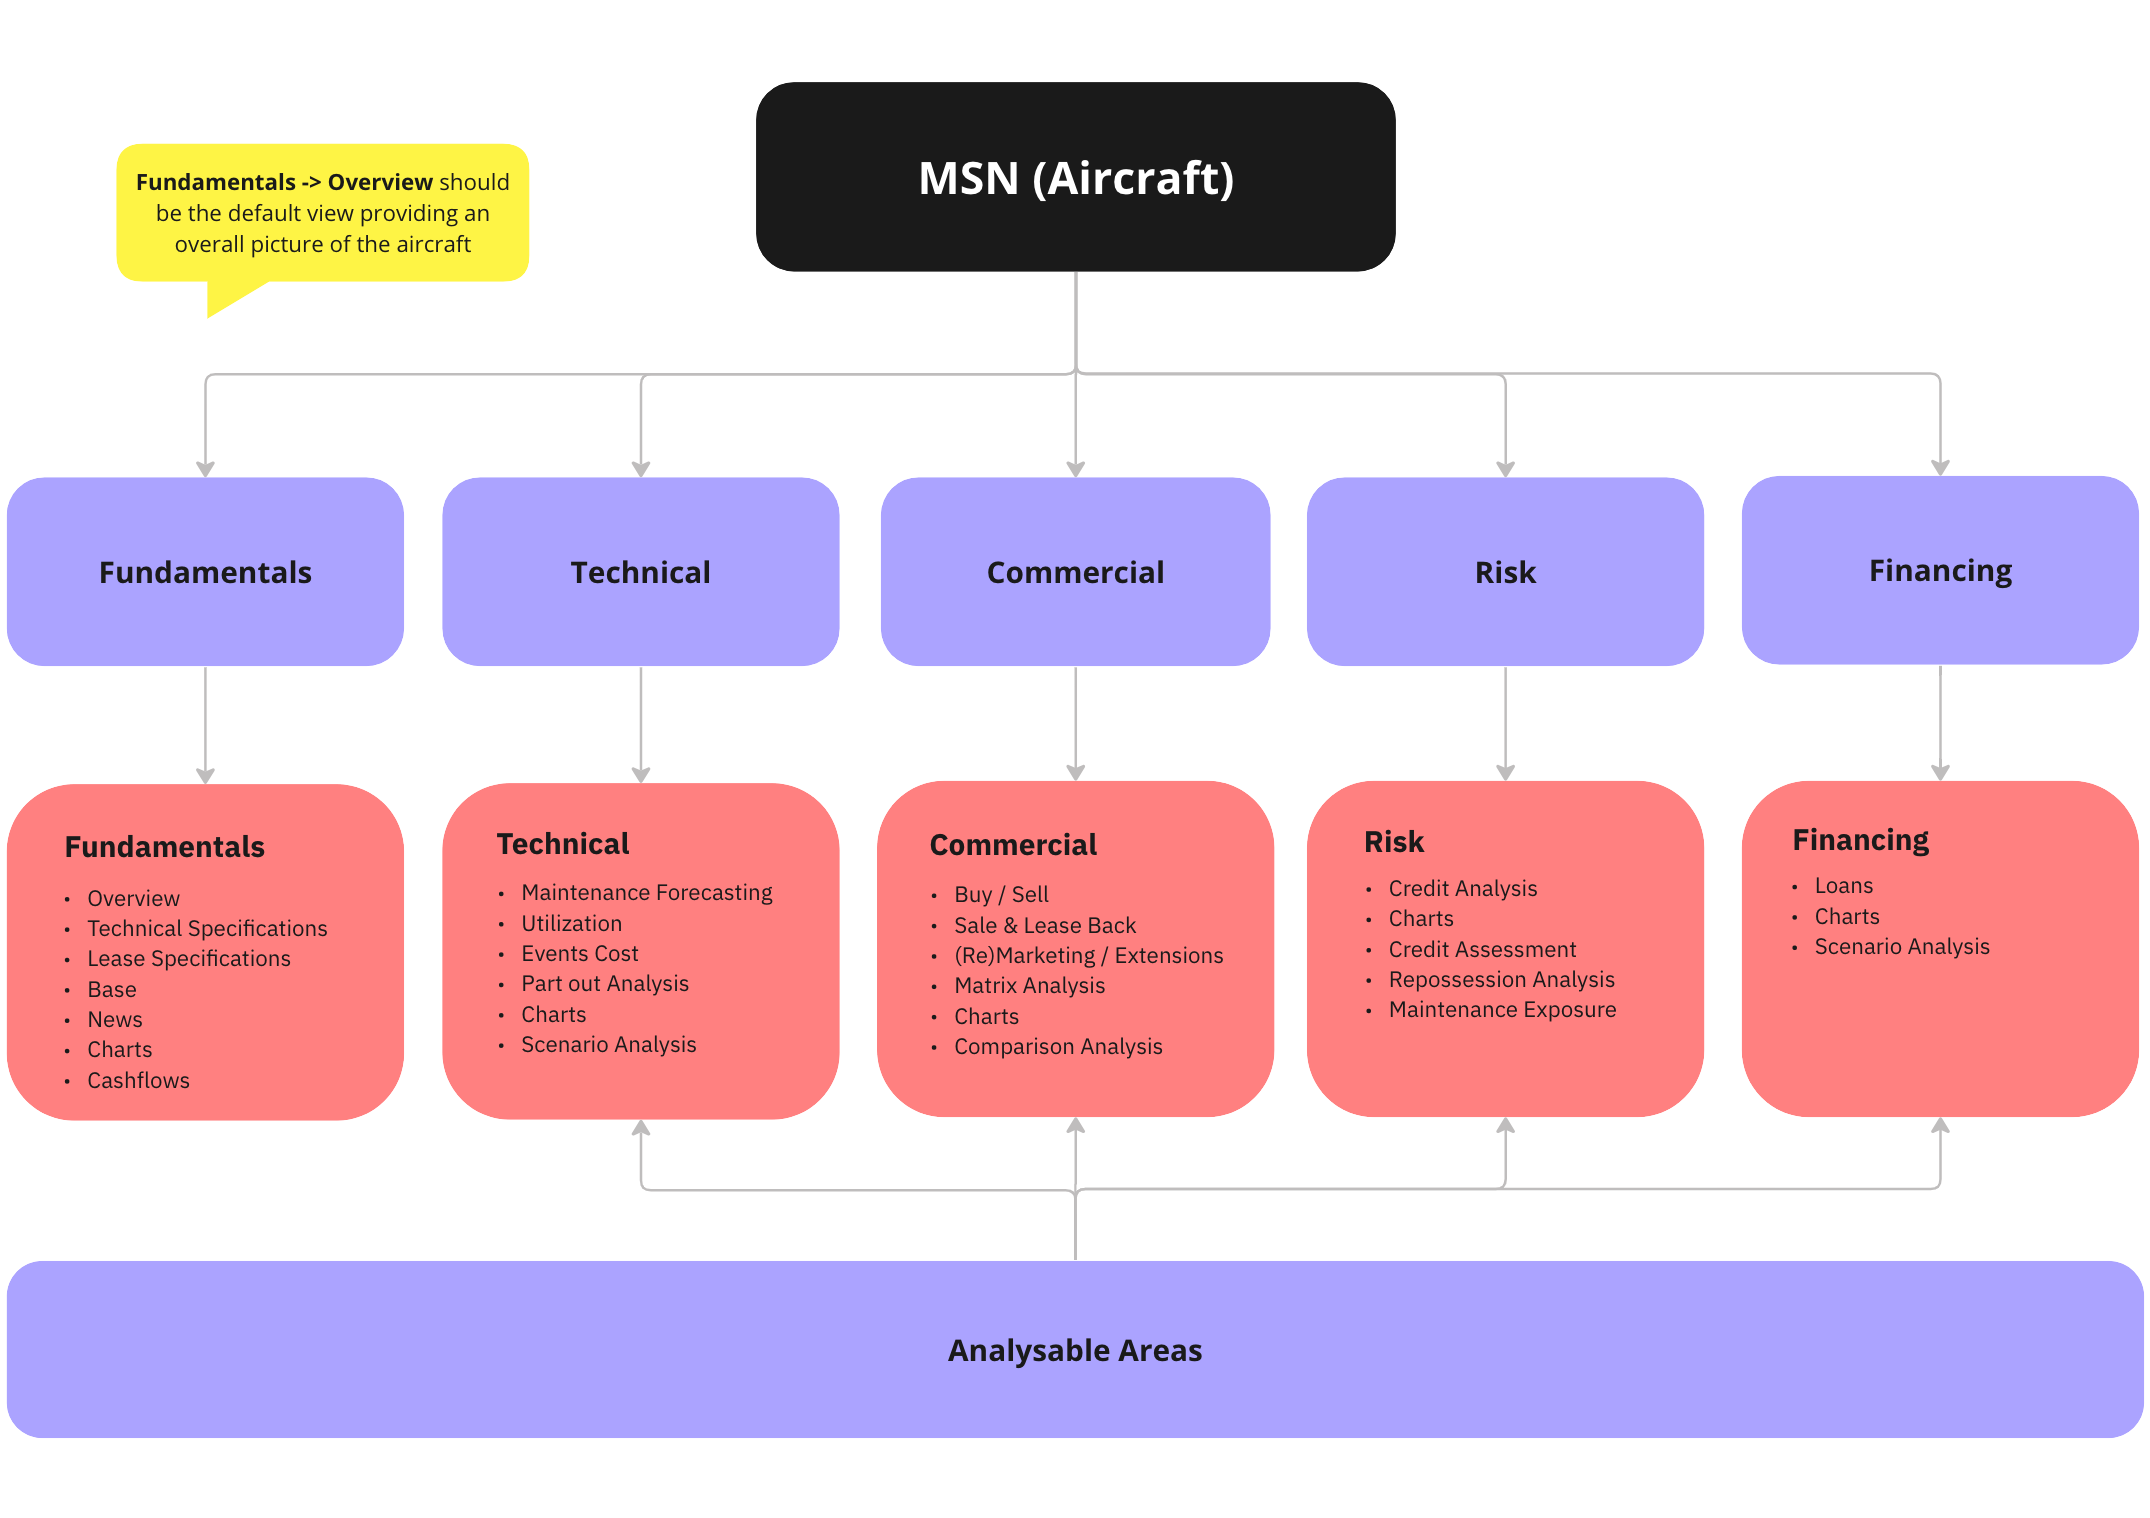 MSN (Aircraft)
Fundamentals -> Overview should
be the default view providing an
overall picture of the aircraft
Fundamentals
Technical
Commercial
Risk
Financing
Fundamentals
• Overview
• Technical Specifications
• Lease Specifications
• Base
• News
• Charts
• Cashflows
Technical
• Maintenance Forecasting
• Utilization
• Events Cost
• Part out Analysis
• Charts
• Scenario Analysis
Commercial
• Buy / Sell
• Sale & Lease Back
• (Re)Marketing / Extensions
• Matrix Analysis
• Charts
• Comparison Analysis
Risk
• Credit Analysis
• Charts
• Credit Assessment
• Repossession Analysis
• Maintenance Exposure
Financing
• Loans
• Charts
• Scenario Analysis
Analysable Areas